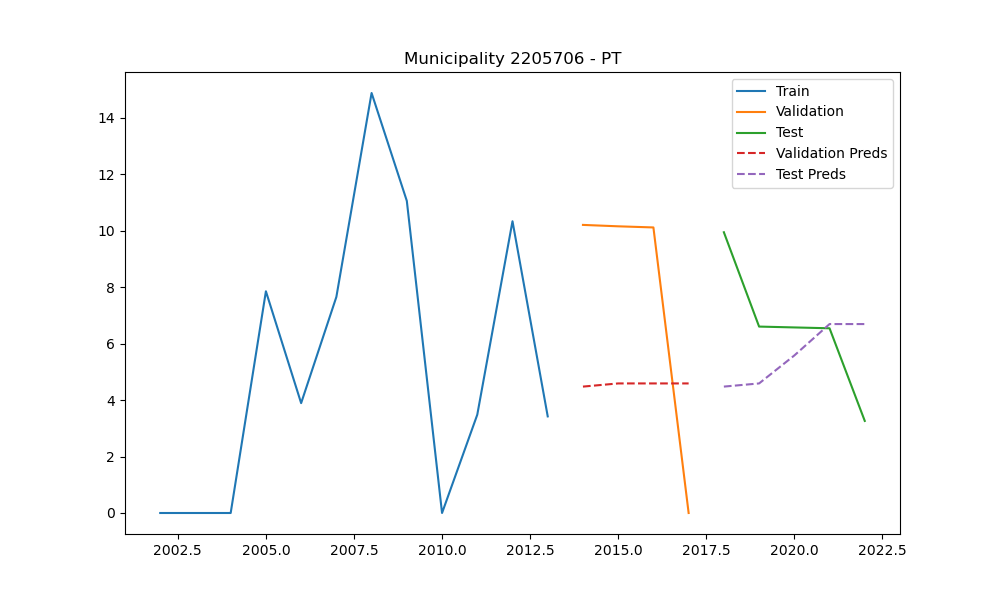 Municipality 2205706 - PT
Train
Validation
Test
Validation Preds
Test Preds
14
12
10
8
6
4
2
0
2002.5 2005.0 2007.5 2010.0 2012.5 2015.0 2017.5 2020.0 2022.5